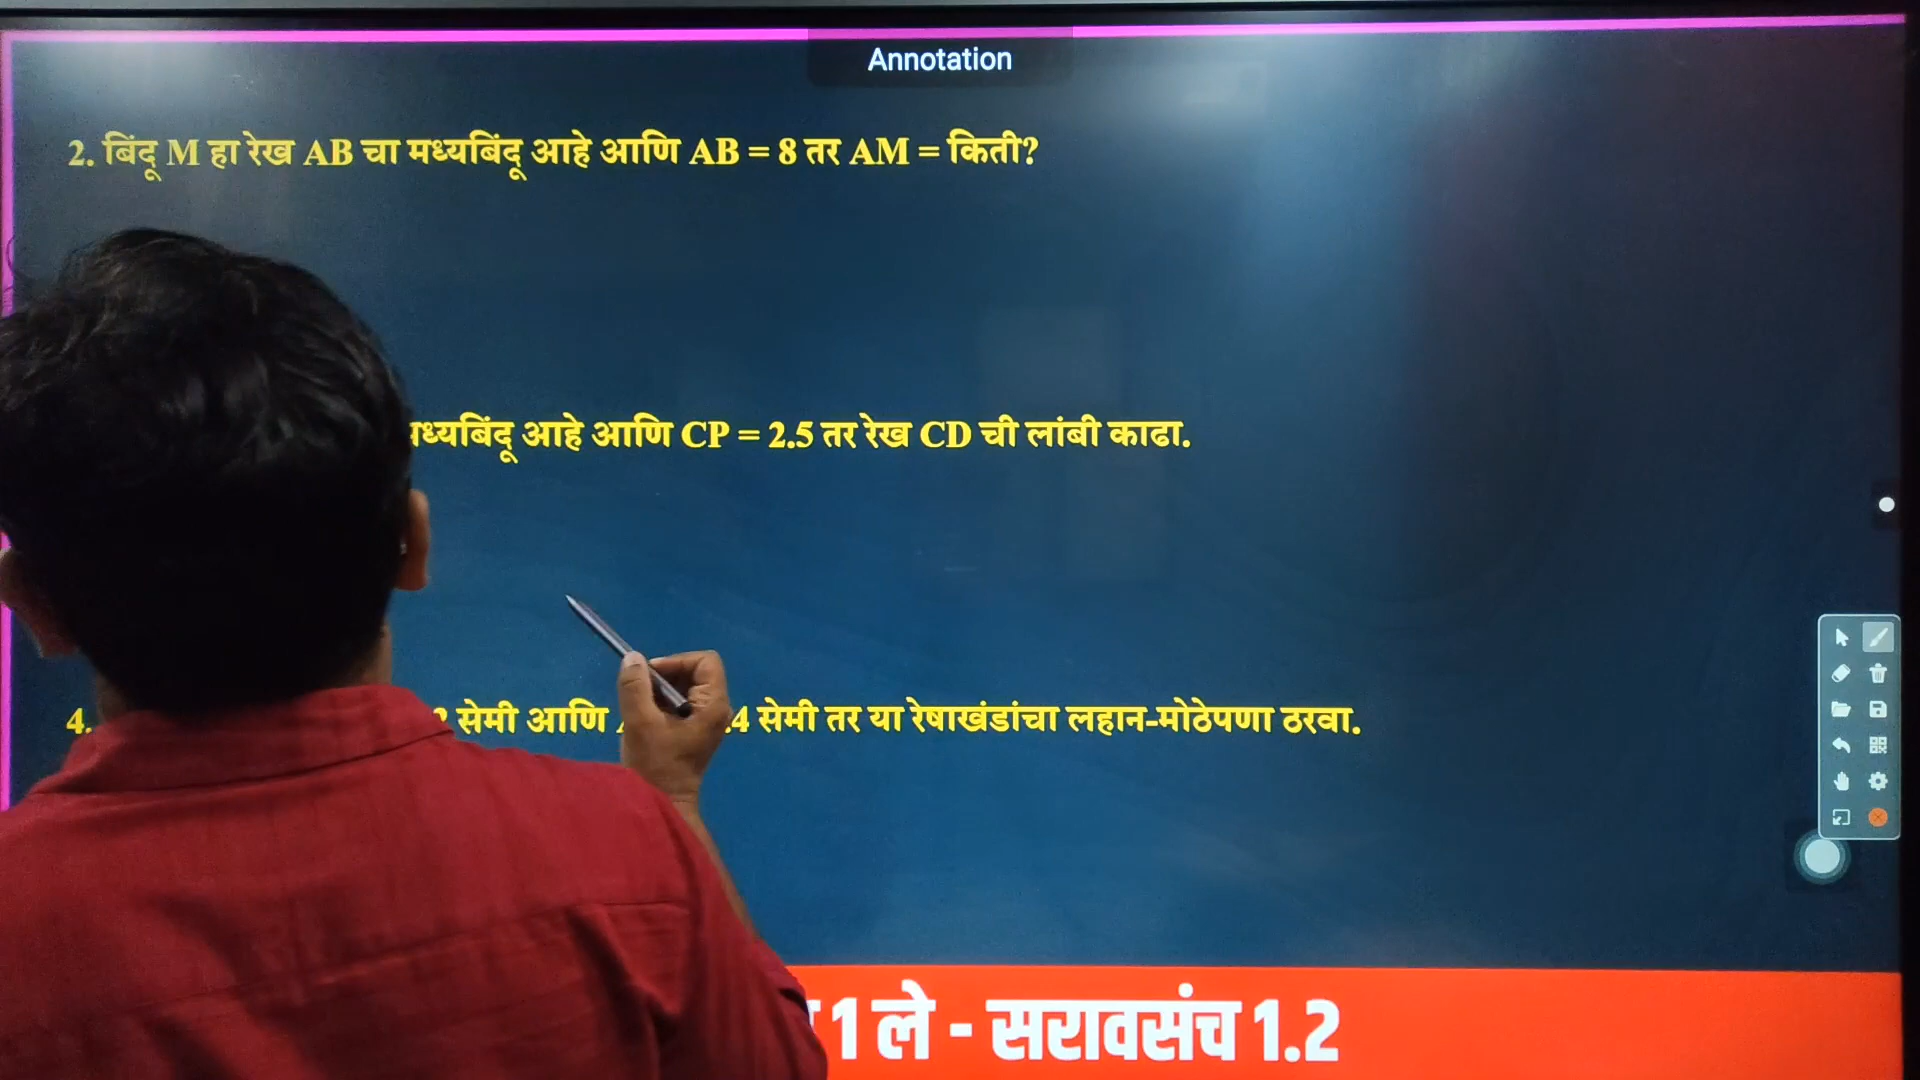 Annotation
2. बिंदू M हा रेख AB चा मध्यबिंदू आहे आणि AB = 8 तर AM = किती?
मध्यबिंदू आहे आणि CP = 2.5 तर रेख CD ची लांबी काढा.
4. सेमी आणि .4 सेमी तर या रेषाखंडांचा लहान-मोठेपणा ठरवा.
1 ले - सरावसंच 1.2